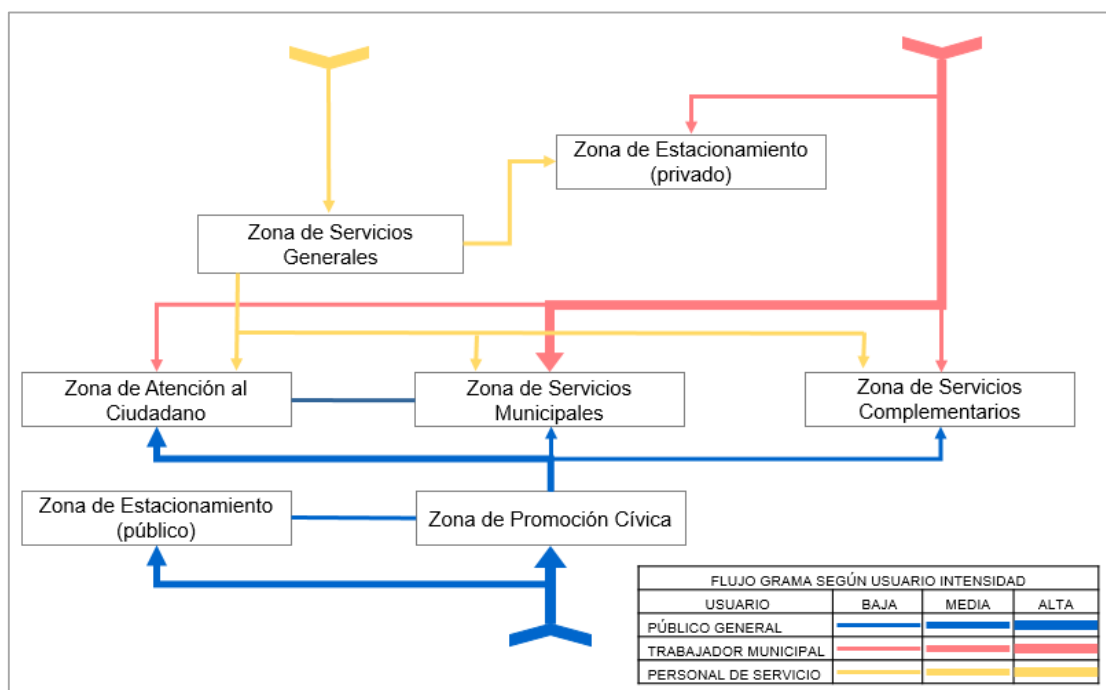 Zona de Estacionamiento
(privado)
Zona de Servicios
Generales
Zona de Atención al
Ciudadano
Zona de Servicios
Municipales
Zona de Servicios
Complementarios
Zona de Estacionamiento
(público)
Zona de Promoción Cívica
FLUJO GRAMA SEGÚN USUARIO INTENSIDAD
USUARIO BAJA MEDIA ALTA
PÚBLICO GENERAL
TRABAJADOR MUNICIPAL
PERSONAL DE SERVICIO